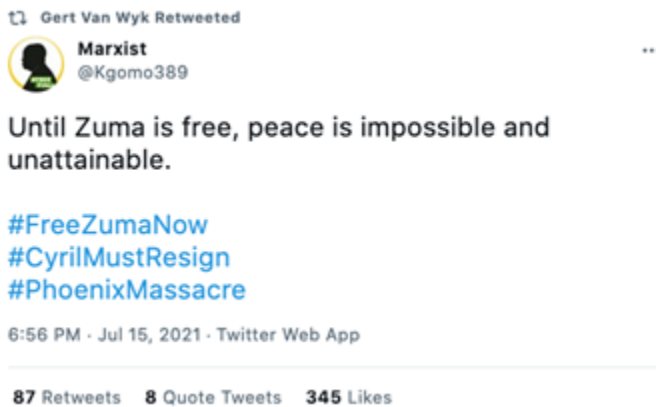 Gert Van Wyk Retweeted
Marxist
@Kgomo389
Until Zuma is free, peace is impossible and
unattainable.
#FreeZumaNow
#CyrilMustResign
#PhoenixMassacre
6:56 PM · Jul 15, 2021 · Twitter Web App
87 Retweets 8 Quote Tweets 345 Likes